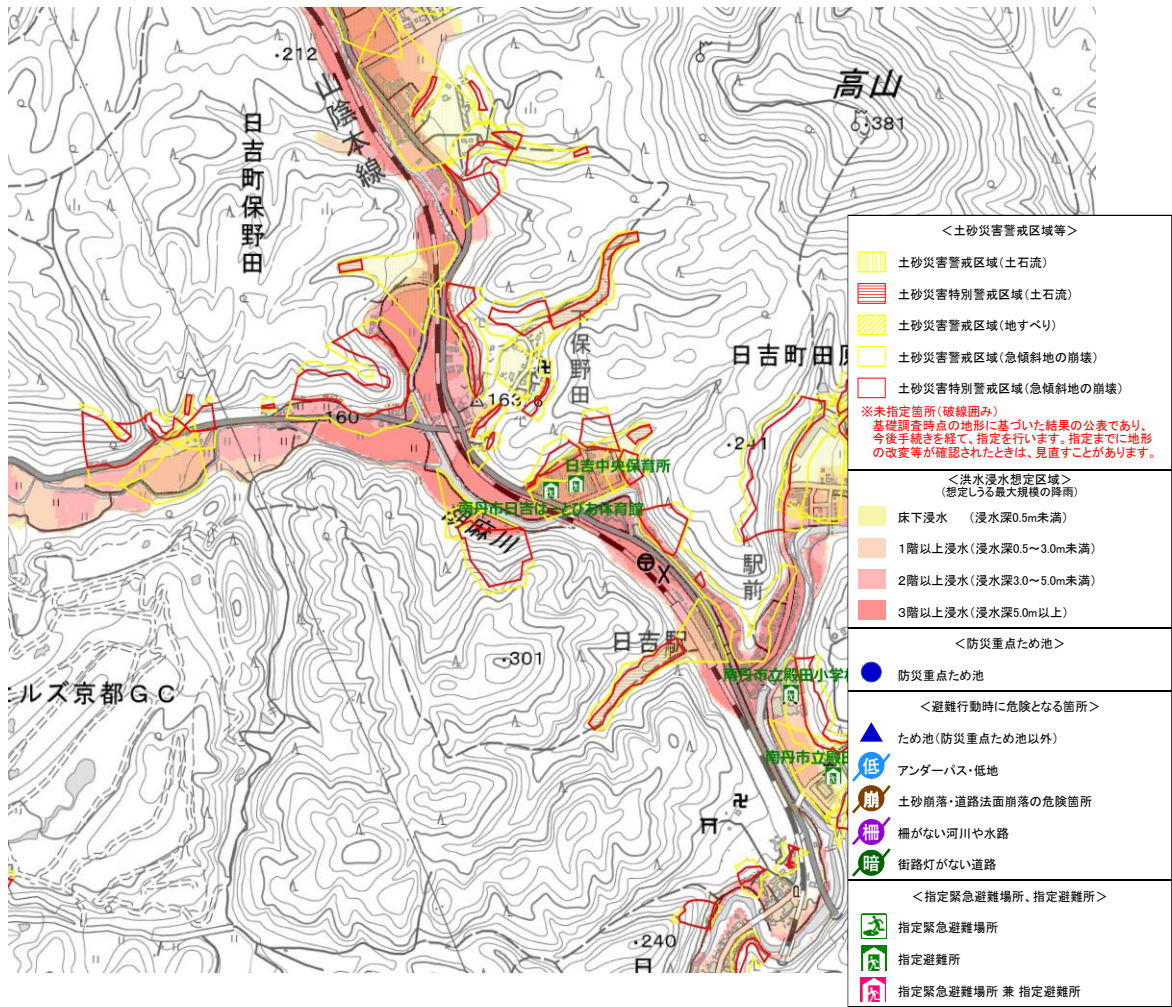 ・212
山陰本線
日吉町保野田
高山
381
下保野田
日吉町田原
163.6
160
・241
日吉中央保育所
南丹市日吉はーとぴあ体育館
胡麻川
駅前
日吉駅
・301
南丹市立殿田小学校
南丹市立殿田
ールズ京都GC
・240
日
＜土砂災害警戒区域等＞
土砂災害警戒区域(土石流)
土砂災害特別警戒区域(土石流)
土砂災害警戒区域(地すべり)
土砂災害警戒区域(急傾斜地の崩壊)
土砂災害特別警戒区域(急傾斜地の崩壊)
※未指定箇所(破線囲み)
基礎調査時点の地形に基づいた結果の公表であり、
今後手続きを経て、指定を行います。指定までに地形
の改変等が確認されたときは、見直すことがあります。
＜洪水浸水想定区域＞
(想定しうる最大規模の降雨)
床下浸水　(浸水深0.5m未満)
1階以上浸水(浸水深0.5～3.0m未満)
2階以上浸水(浸水深3.0～5.0m未満)
3階以上浸水(浸水深5.0m以上)
＜防災重点ため池＞
防災重点ため池
＜避難行動時に危険となる箇所＞
ため池(防災重点ため池以外)
低 アンダーパス・低地
崩 土砂崩落・道路法面崩落の危険箇所
柵 柵がない河川や水路
暗 街路灯がない道路
＜指定緊急避難場所、指定避難所＞
指定緊急避難場所
指定避難所
指定緊急避難場所 兼 指定避難所